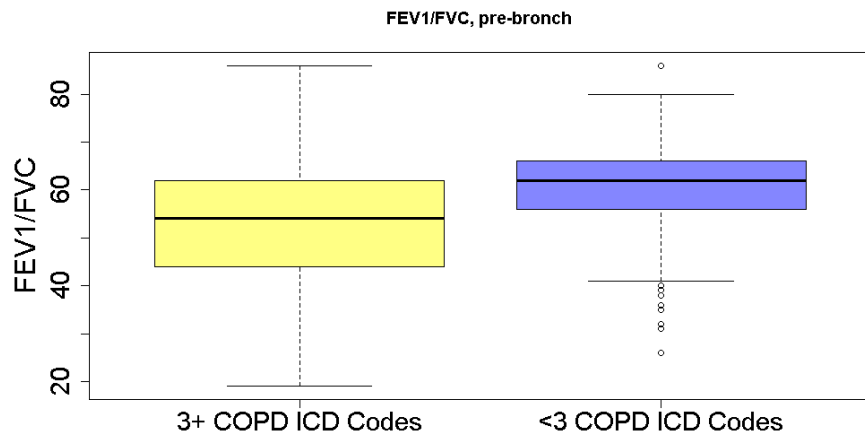 FEV1/FVC, pre-bronch
FEV1/FVC
80
60
40
20
3+ COPD ICD Codes
<3 COPD ICD Codes